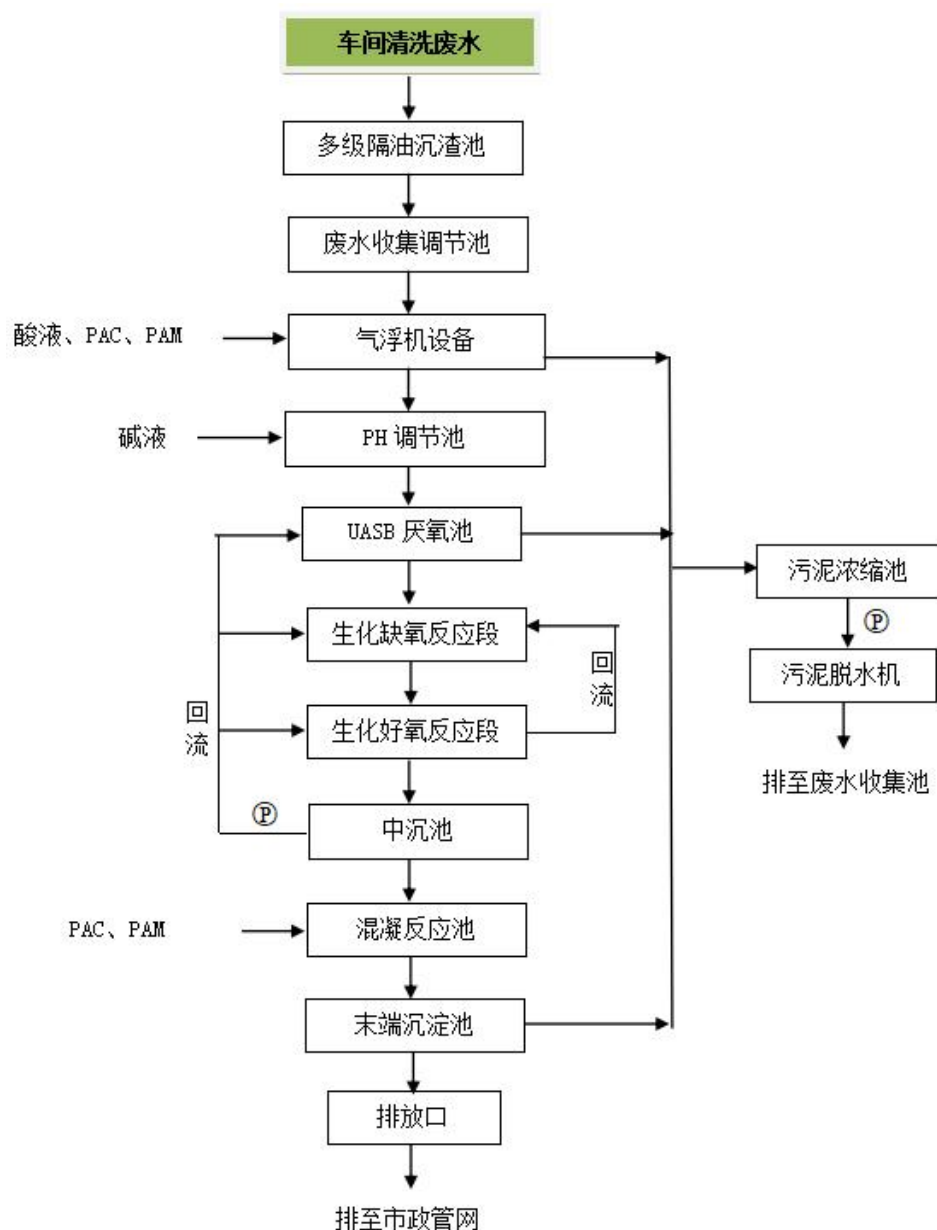 车间清洗废水
多级隔油沉渣池
废水收集调节池
酸液、PAC、PAM
气浮机设备
碱液
PH 调节池
UASB 厌氧池
污泥浓缩池
生化缺氧反应段
Ⓟ
回流
污泥脱水机
回流
生化好氧反应段
排至废水收集池
Ⓟ
中沉池
PAC、PAM
混凝反应池
末端沉淀池
排放口
排至市政管网